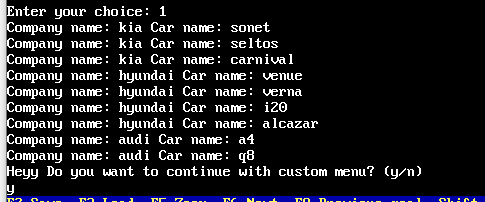 Enter your choice: 1
Company name: kia Car name: sonet
Company name: kia Car name: seltos
Company name: kia Car name: carnival
Company name: hyundai Car name: venue
Company name: hyundai Car name: verna
Company name: hyundai Car name: i20
Company name: hyundai Car name: alcazar
Company name: audi Car name: a4
Company name: audi Car name: q8
Heyy Do you want to continue with custom menu? (y/n)
y